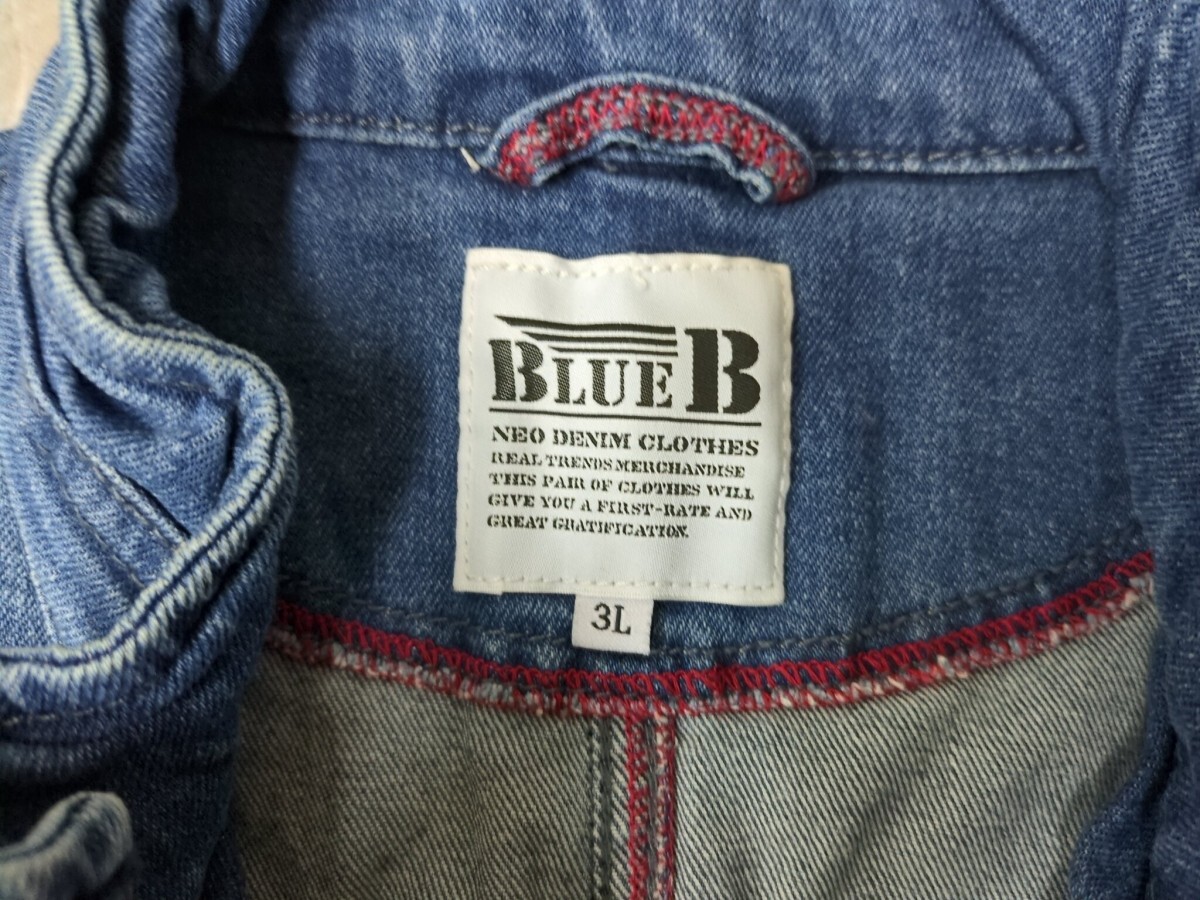 BLUE B
NEO DENIM CLOTHES
REAL TRENDS MERCHANDISE
THIS PAIR OF CLOTHES WILL
GIVE YOU A FIRST-RATE AND
GREAT GRATIFICATION.
3L